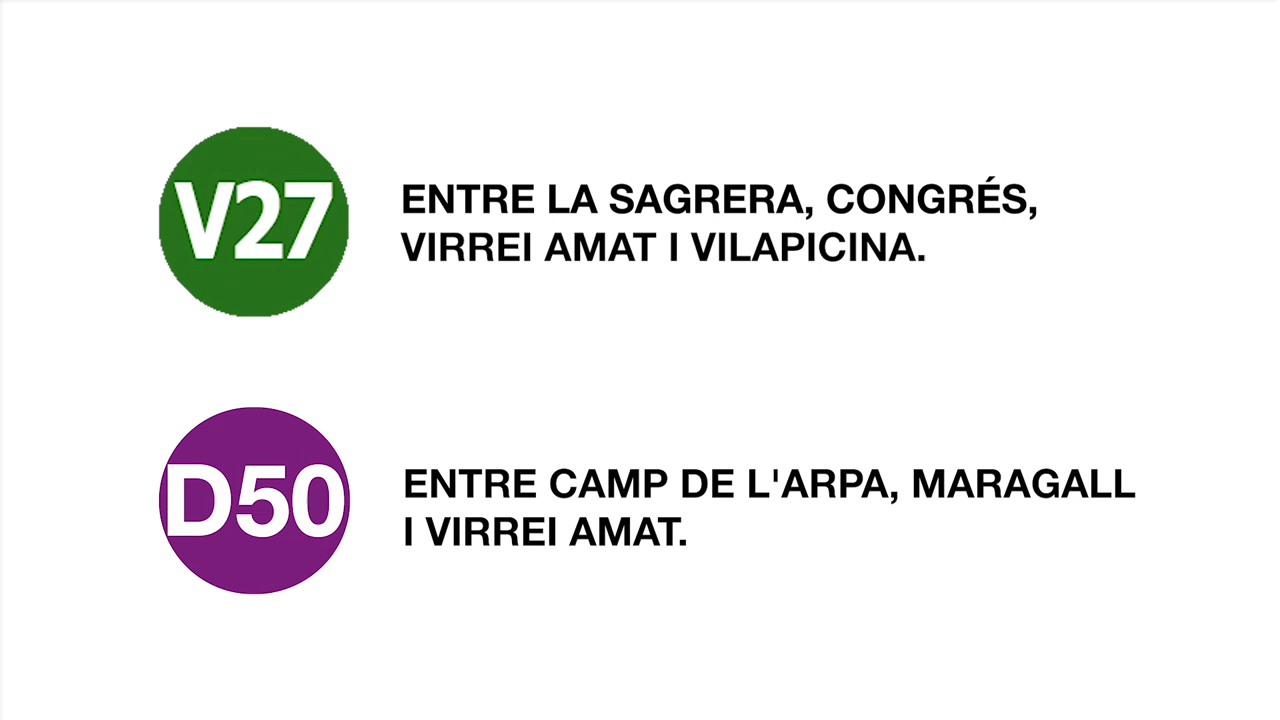 V27
ENTRE LA SAGRERA, CONGRÉS,
VIRREI AMAT I VILAPICINA.
D50
ENTRE CAMP DE L'ARPA, MARAGALL
I VIRREI AMAT.